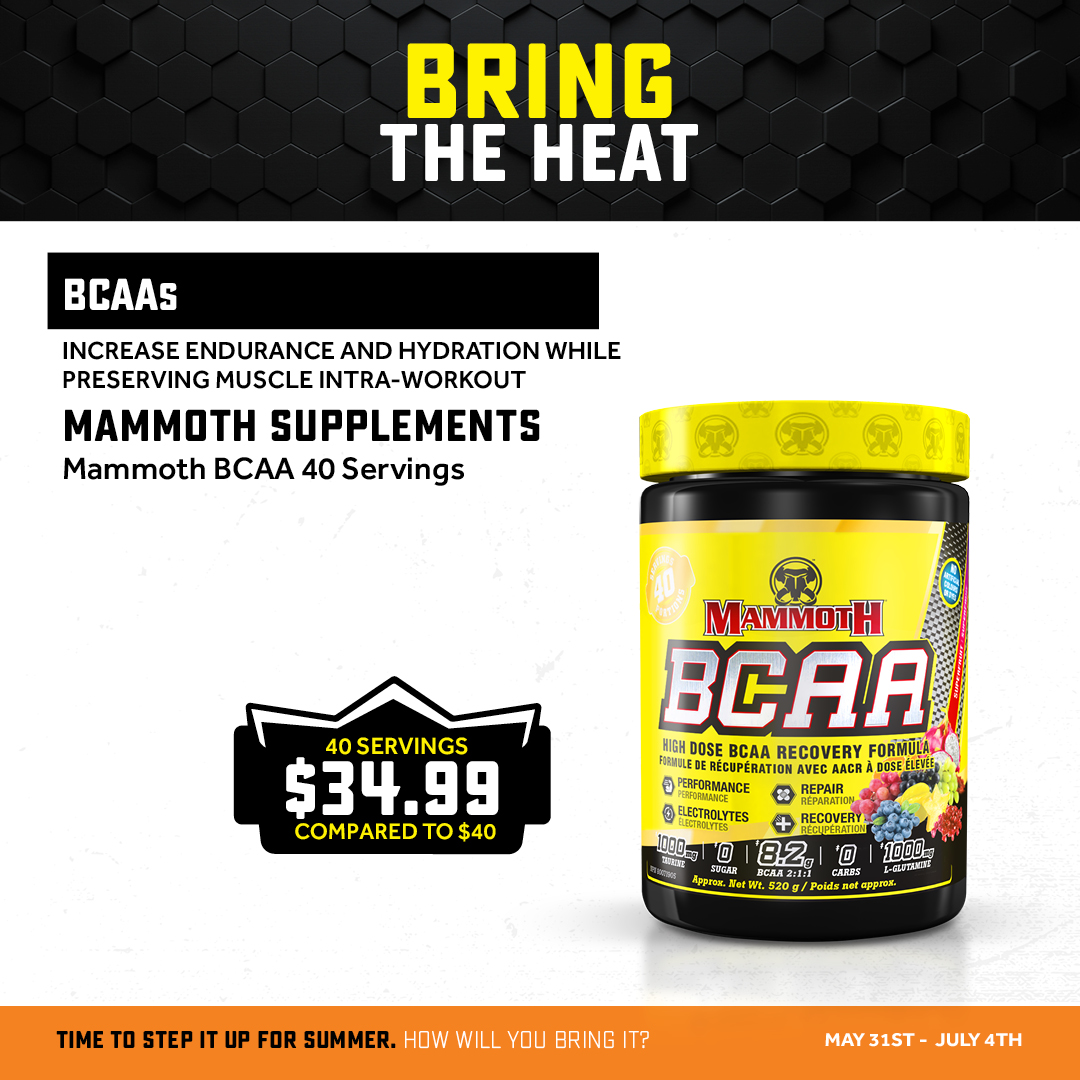 BRING
THE HEAT
BCAAs
INCREASE ENDURANCE AND HYDRATION WHILE
PRESERVING MUSCLE INTRA-WORKOUT
MAMMOTH SUPPLEMENTS
Mammoth BCAA 40 Servings
40 SERVINGS
$34.99
COMPARED TO $40
40
NO
ARTIFICIAL
COLOURS
MAMMOTH
BCAA
HIGH DOSE BCAA RECOVERY FORMULA
FORMULE DE RÉCUPÉRATION AVEC AACR À DOSE ÉLEVÉE
PERFORMANCE
PERFORMANCE
REPAIR
RÉPARATION
ELECTROLYTES
ÉLECTROLYTES
RECOVERY
RÉCUPÉRATION
1000mg
TAURINE
0
SUGAR
8.2g
BCAA 2:1:1
0
CARBS
1000mg
L-GLUTAMINE
Approx. Net Wt. 520 g / Poids net approx.
TIME TO STEP IT UP FOR SUMMER. HOW WILL YOU BRING IT?
MAY 31ST - JULY 4TH